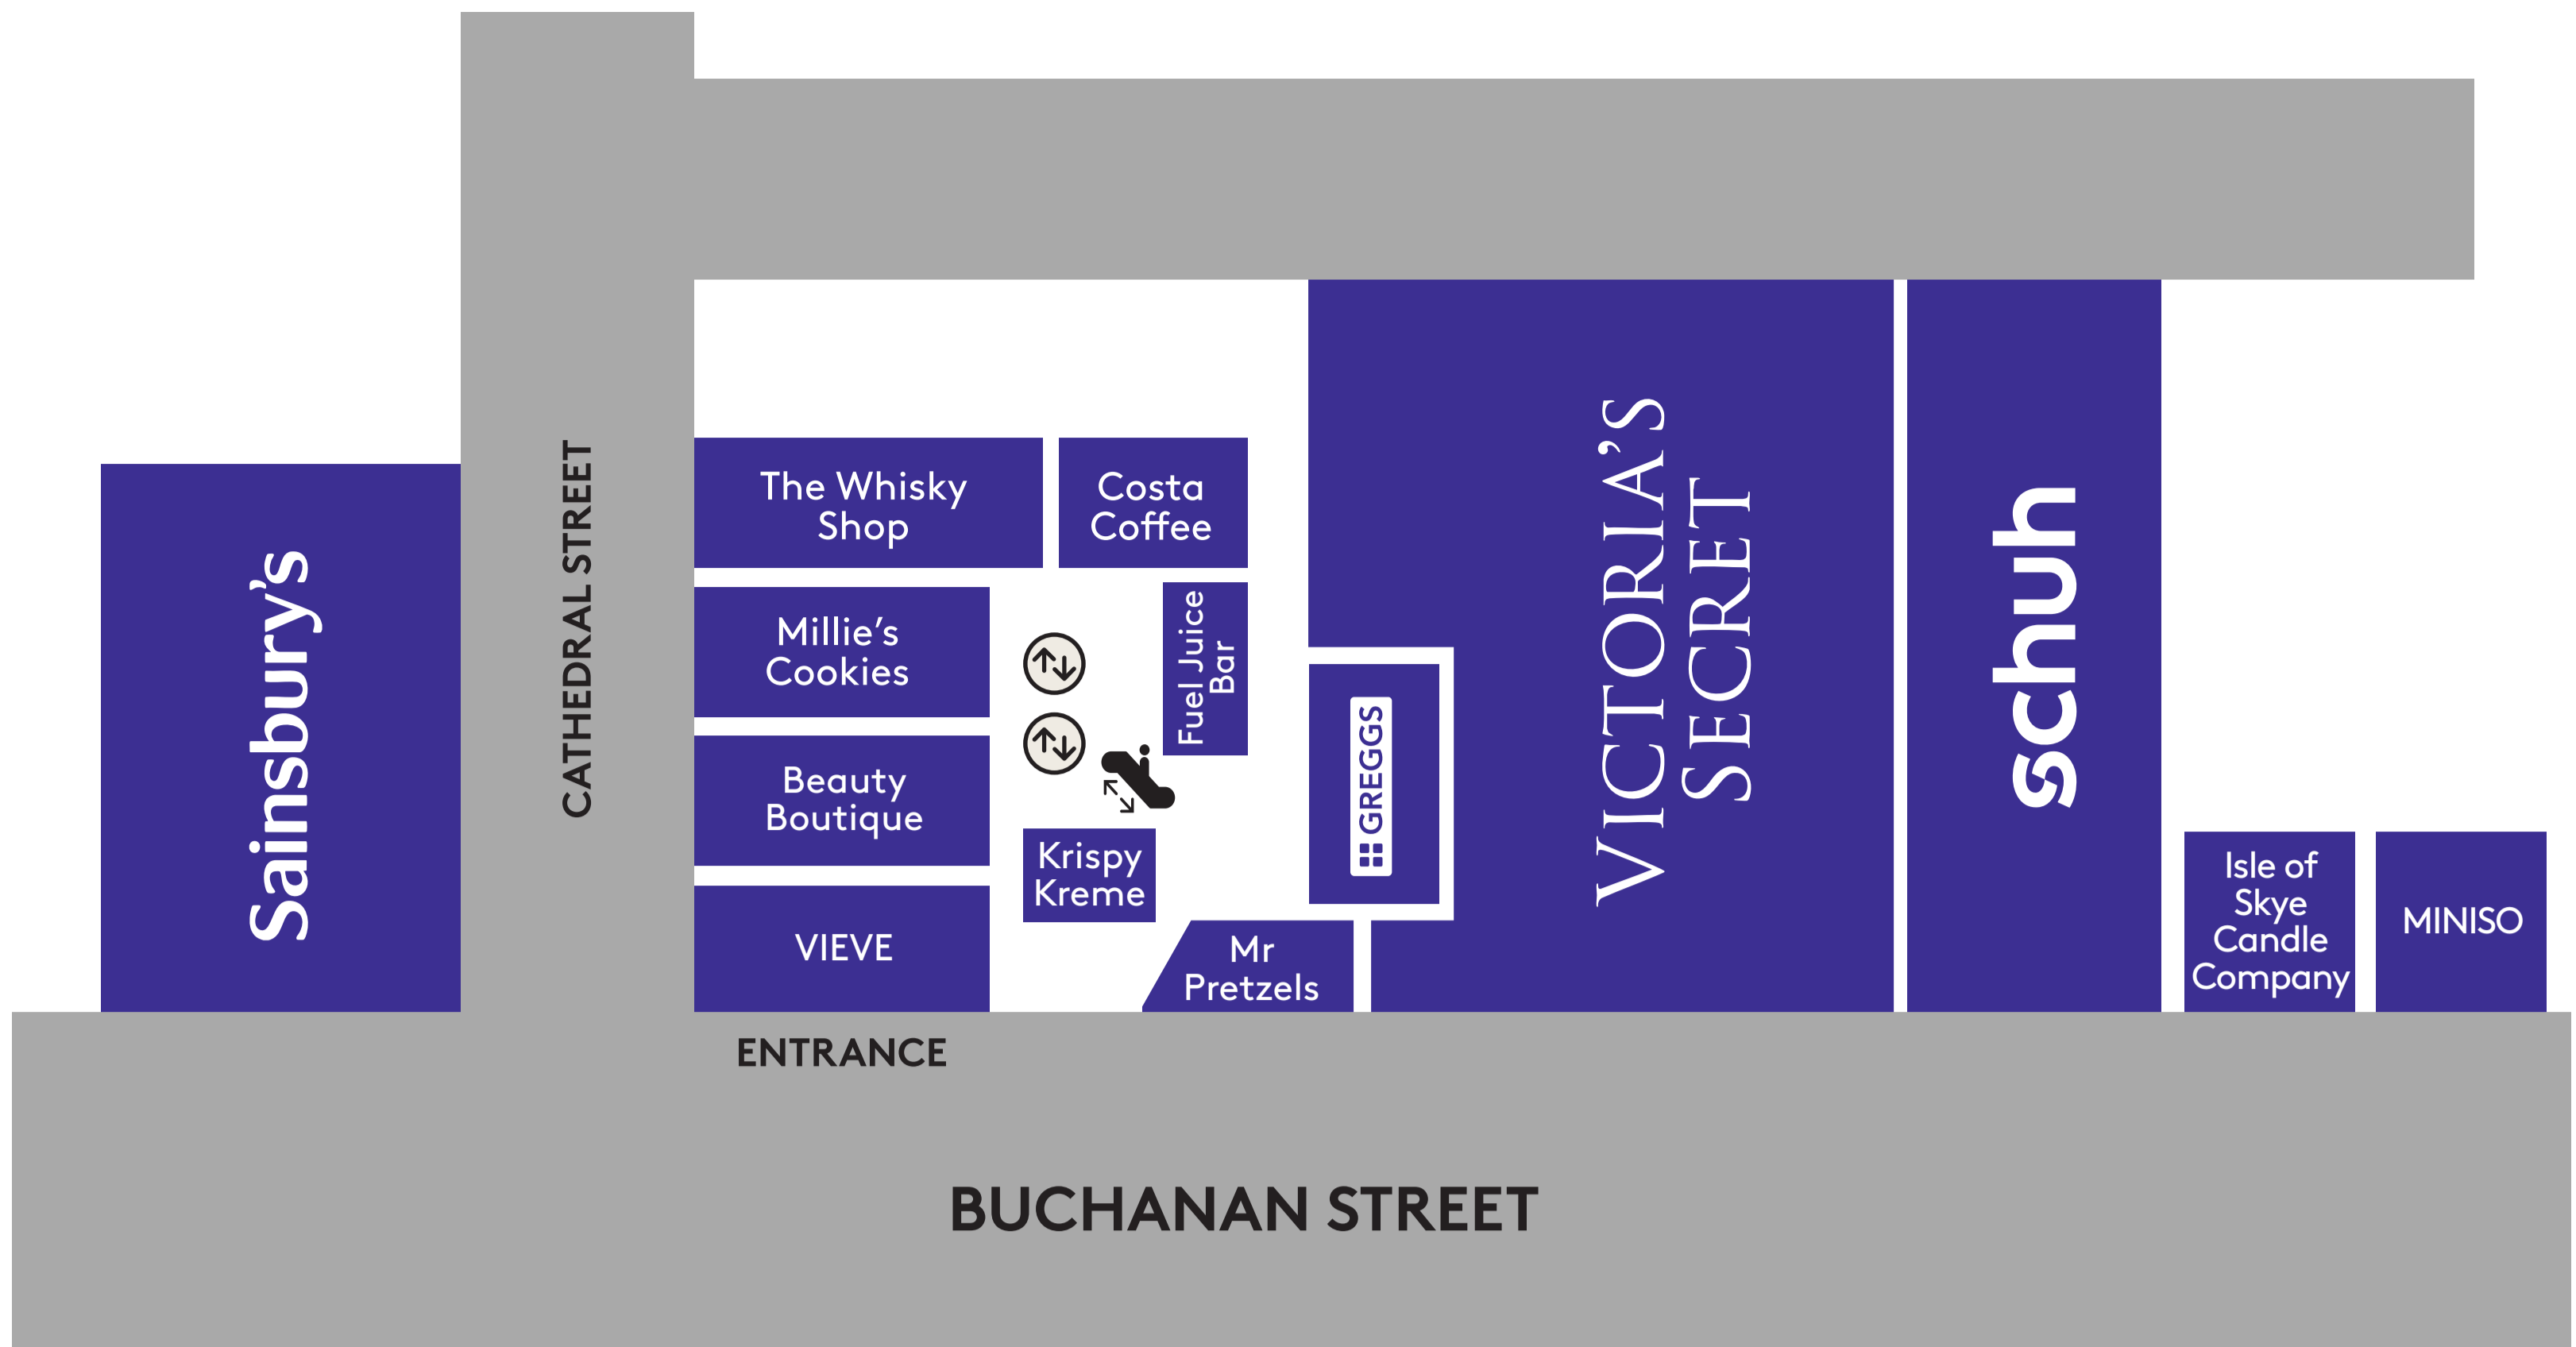 Sainsbury's
CATHEDRAL STREET
The Whisky
Shop
Costa
Coffee
Millie’s
Cookies
Fuel Juice
Bar
Beauty
Boutique
Krispy
Kreme
VIEVE
Mr
Pretzels
GREGGS
VICTORIA’S
SECRET
schuh
Isle of
Skye
Candle
Company
MINISO
ENTRANCE
BUCHANAN STREET